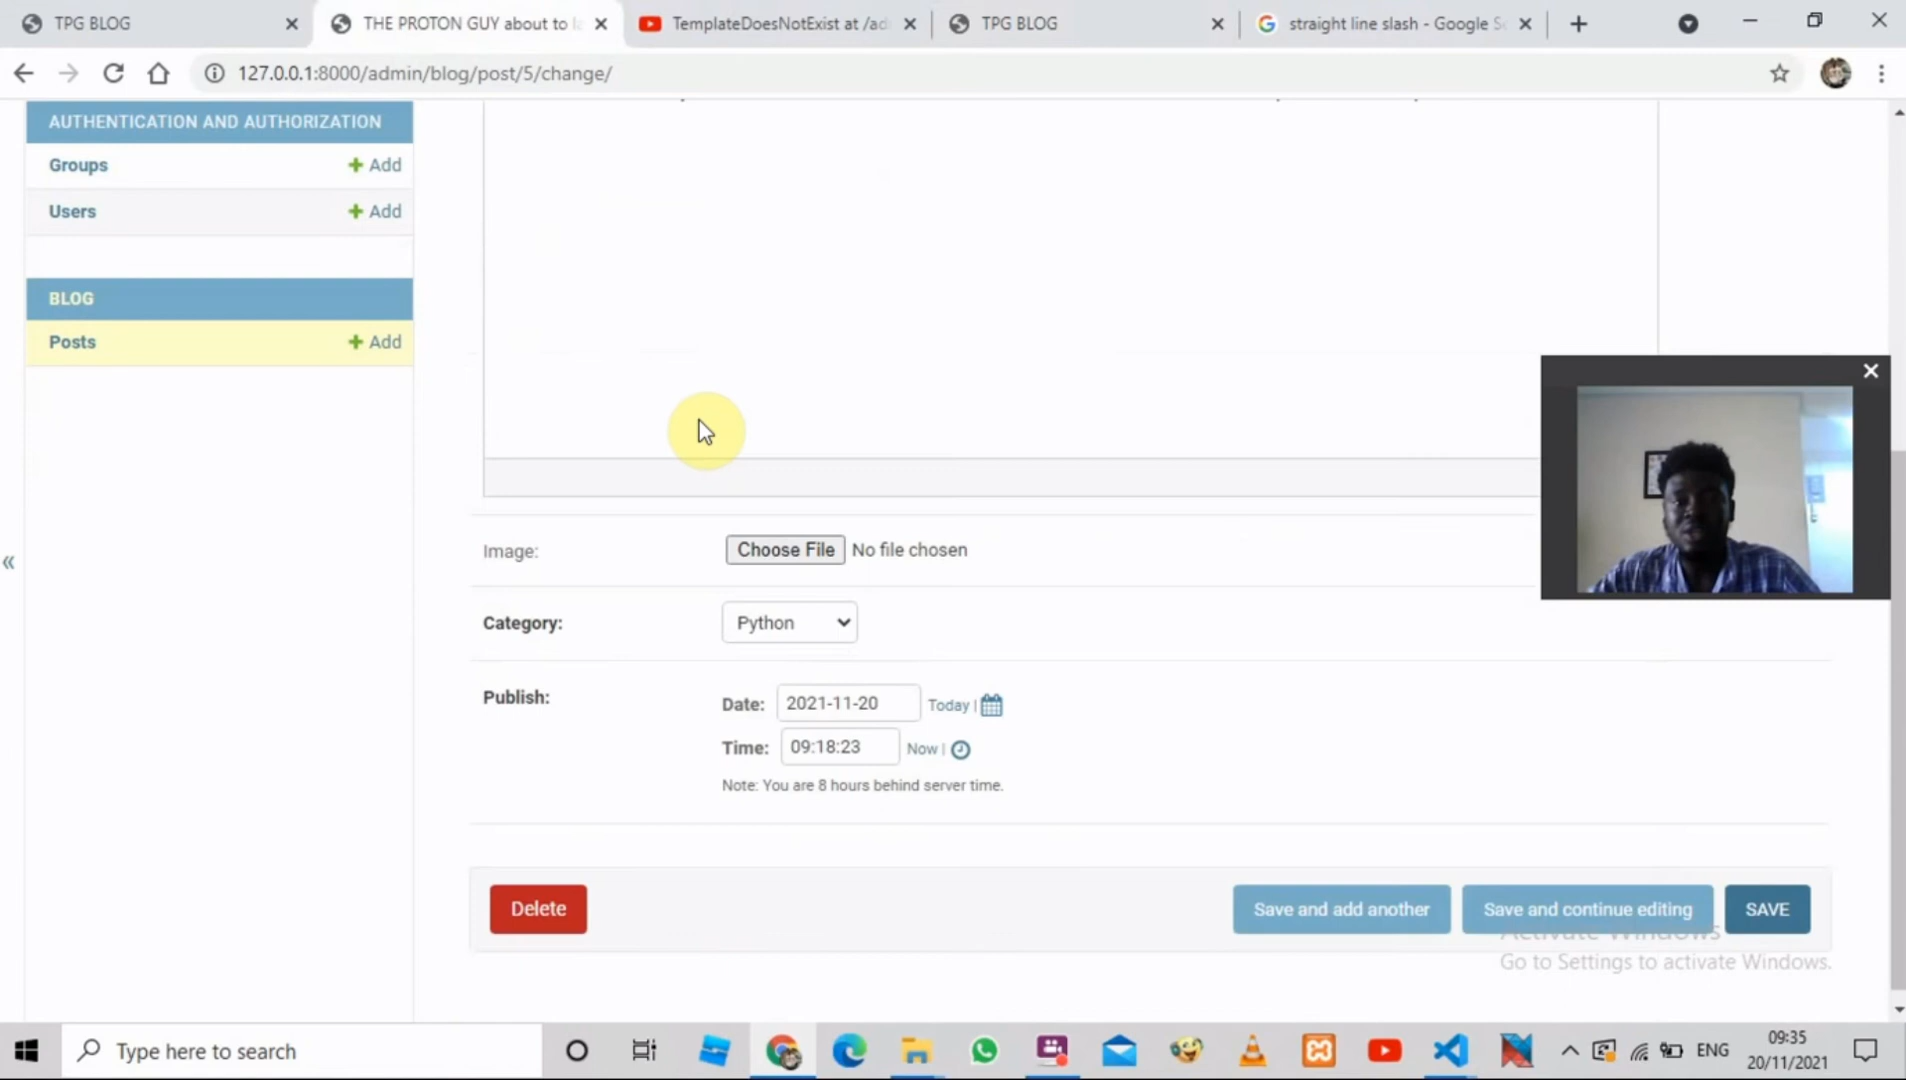 TPG BLOG
THE PROTON GUY about to l
TemplateDoesNotExist at /ad
TPG BLOG
straight line slash - Google Se
127.0.0.1:8000/admin/blog/post/5/change/
AUTHENTICATION AND AUTHORIZATION
Groups
+ Add
Users
+ Add
BLOG
Posts
+ Add
«
Image:
Choose File No file chosen
Category:
Python
Publish:
Date: 2021-11-20 Today |
Time: 09:18:23 Now |
Note: You are 8 hours behind server time.
Delete
Save and add another
Save and continue editing
SAVE
Activate Windows
Go to Settings to activate Windows.
Type here to search
ENG
09:35
20/11/2021